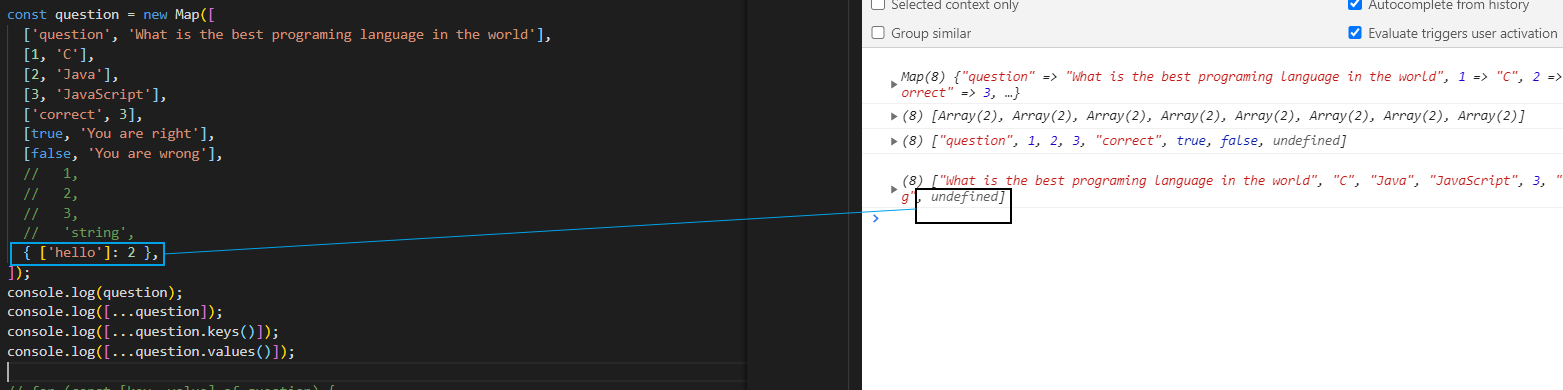 const question = new Map([
['question', 'What is the best programing language in the world'],
[1, 'C'],
[2, 'Java'],
[3, 'JavaScript'],
['correct', 3],
[true, 'You are right'],
[false, 'You are wrong'],
//   1,
//   2,
//   3,
//   'string',
{ ['hello']: 2 },
]);
console.log(question);
console.log([...question]);
console.log([...question.keys()]);
console.log([...question.values()]);
Selected context only
Autocomplete from history
Group similar
Evaluate triggers user activation
Map(8) {"question" => "What is the best programing language in the world", 1 => "C", 2 =>
orrect" => 3, …}
(8) [Array(2), Array(2), Array(2), Array(2), Array(2), Array(2), Array(2), Array(2)]
(8) ["question", 1, 2, 3, "correct", true, false, undefined]
(8) ["What is the best programing language in the world", "C", "Java", "JavaScript", 3, "
g", undefined]